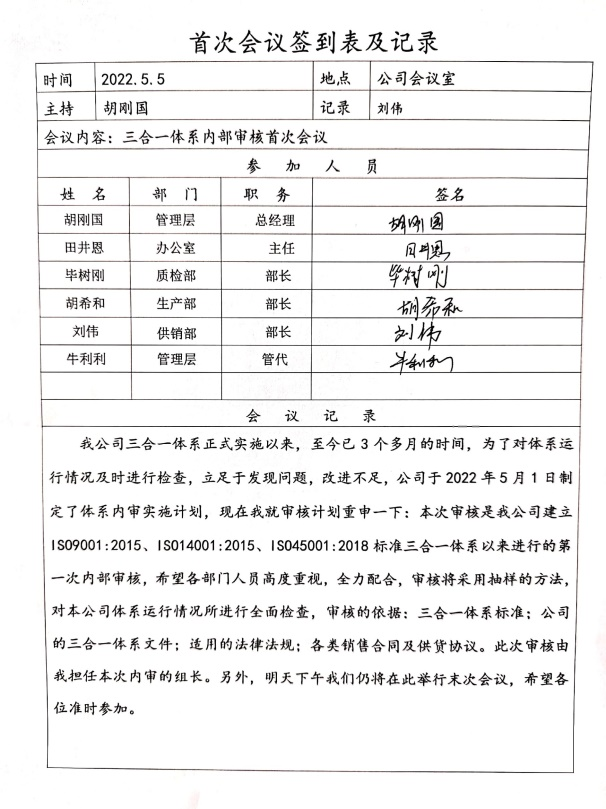 首次会议签到表及记录
时间 2022.5.5 地点 公司会议室
主持 胡刚国 记录 刘伟
会议内容：三合一体系内部审核首次会议
参 加 人 员
姓 名 部 门 职 务 签名
胡刚国 管理层 总经理 胡刚国
田井恩 办公室 主任 田井恩
毕树刚 质检部 部长 毕树刚
胡希和 生产部 部长 胡希和
刘伟 供销部 部长 刘伟
牛利利 管理层 管代 牛利利
会 议 记 录
我公司三合一体系正式实施以来，至今已3个多月的时间，为了对体系运
行情况及时进行检查，立足于发现问题，改进不足，公司于2022年5月1日制
定了体系内审实施计划，现在我就审核计划重申一下：本次审核是我公司建立
ISO9001:2015、ISO14001:2015、ISO45001:2018标准三合一体系以来进行的第
一次内部审核，希望各部门人员高度重视，全力配合，审核将采用抽样的方法，
对本公司体系运行情况所进行全面检查，审核的依据：三合一体系标准；公司
的三合一体系文件；适用的法律法规；各类销售合同及供货协议。此次审核由
我担任本次内审的组长。另外，明天下午我们仍将在此举行末次会议，希望各
位准时参加。